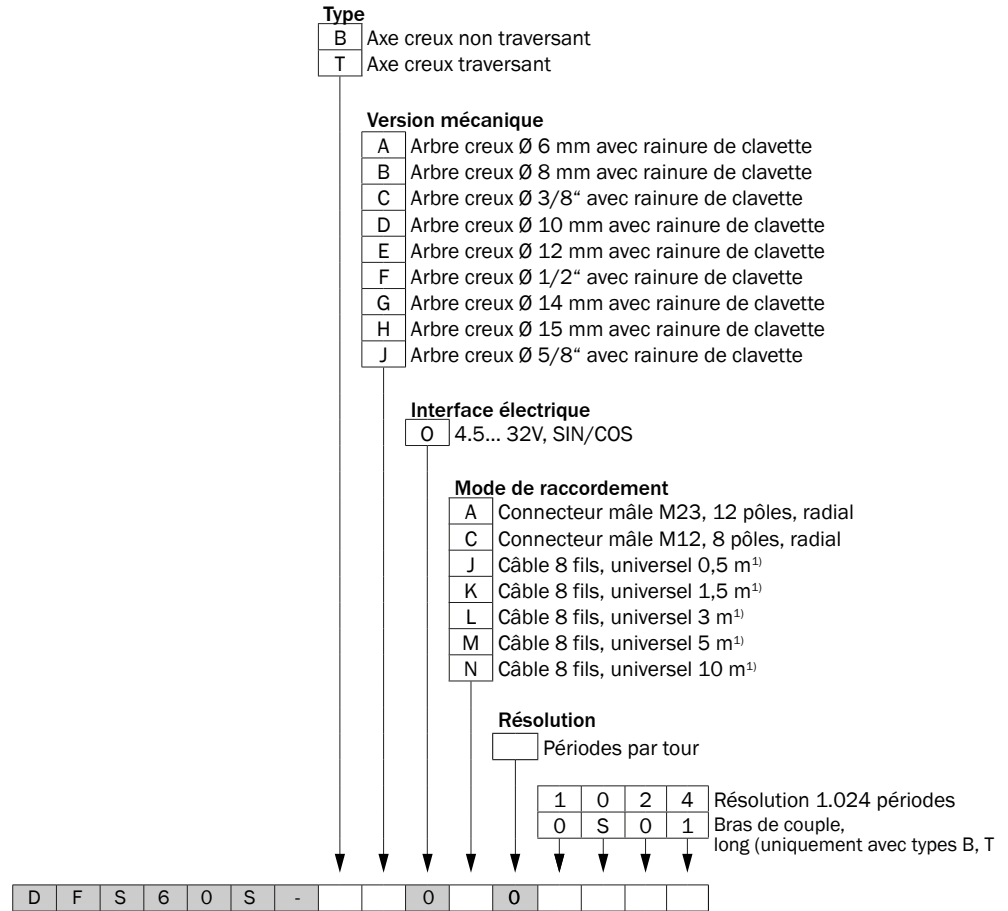 Type
B Axe creux non traversant
T Axe creux traversant
Version mécanique
A Arbre creux Ø 6 mm avec rainure de clavette
B Arbre creux Ø 8 mm avec rainure de clavette
C Arbre creux Ø 3/8“ avec rainure de clavette
D Arbre creux Ø 10 mm avec rainure de clavette
E Arbre creux Ø 12 mm avec rainure de clavette
F Arbre creux Ø 1/2“ avec rainure de clavette
G Arbre creux Ø 14 mm avec rainure de clavette
H Arbre creux Ø 15 mm avec rainure de clavette
J Arbre creux Ø 5/8“ avec rainure de clavette
Interface électrique
O 4.5... 32V, SIN/COS
Mode de raccordement
A Connecteur mâle M23, 12 pôles, radial
C Connecteur mâle M12, 8 pôles, radial
J Câble 8 fils, universel 0,5 m¹⁾
K Câble 8 fils, universel 1,5 m¹⁾
L Câble 8 fils, universel 3 m¹⁾
M Câble 8 fils, universel 5 m¹⁾
N Câble 8 fils, universel 10 m¹⁾
Résolution
Périodes par tour
1 0 2 4 Résolution 1.024 périodes
0 S 0 1 Bras de couple,
long (uniquement avec types B, T
D F S 6 0 S - 0 0